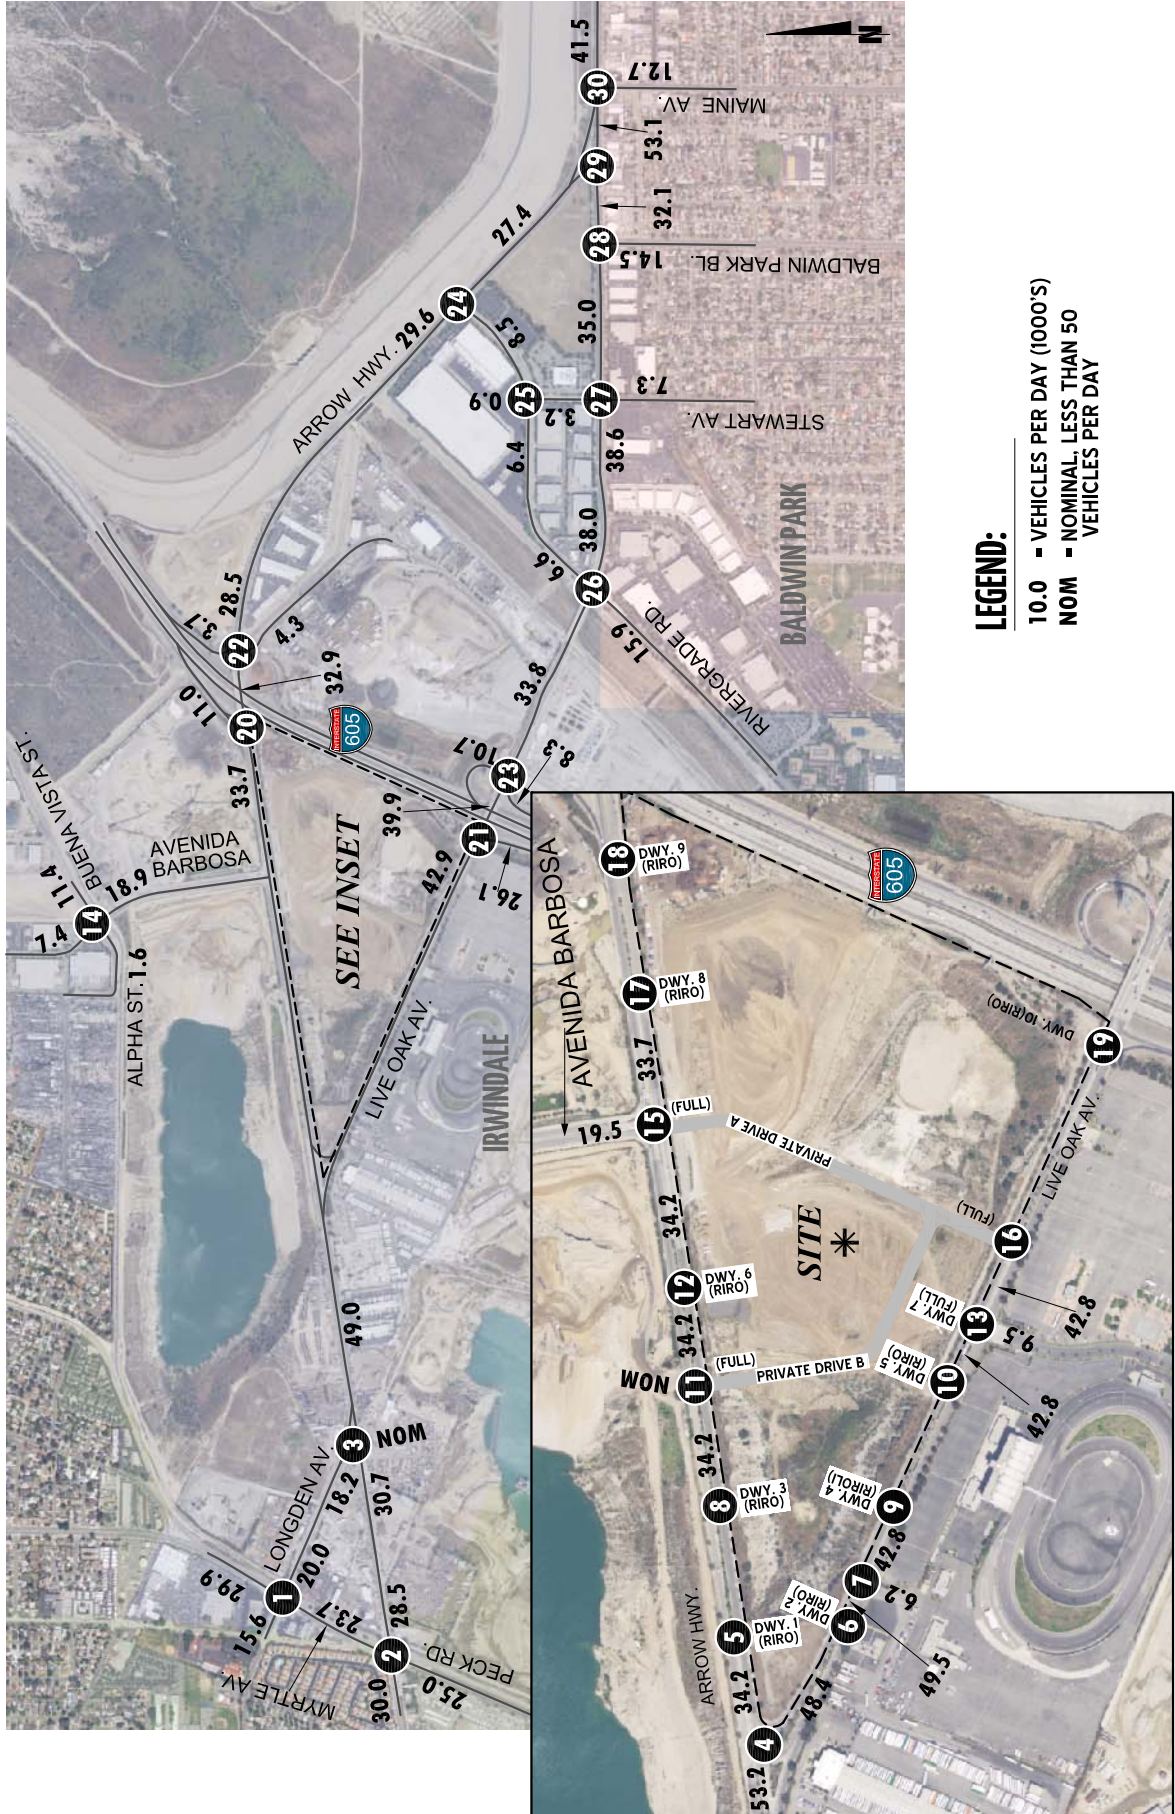 BUENA VISTA ST.
11.4
7.4
14
18.9
AVENIDA
BARBOSA
ALPHA ST.
1.6
11.0
33.7
20
32.9
22
3.7
28.5
4.3
INTERSTATE
605
ARROW HWY.
29.6
24
27.4
8.5
0.9
25
6.4
3.2
6.6
38.0
26
38.6
27
7.3
STEWART AV.
35.0
28
14.5
BALDWIN PARK BL.
32.1
29
53.1
30
41.5
12.7
MAINE AV.
N
15.9
RIVERGRADE RD.
33.8
10.7
23
8.3
39.9
21
42.9
26.1
SEE INSET
LIVE OAK AV.
IRWINDALE
BALDWIN PARK
49.0
3
NOM
LONGDEN AV.
18.2
20.0
30.7
29.9
1
15.6
23.7
MYRTLE AV.
28.5
2
30.0
25.0
PECK RD.
AVENIDA BARBOSA
19.5
15
(FULL)
33.7
17
DWY. 8
(RIRO)
18
DWY. 9
(RIRO)
34.2
12
DWY. 6
(RIRO)
34.2
NOM
11
(FULL)
34.2
8
DWY. 3
(RIRO)
ARROW HWY.
5
DWY. 1
(RIRO)
34.2
4
53.2
48.4
DWY. 2
(RIRO)
6
49.5
7
6.2
42.8
DWY. 4
(RIROLI)
9
DWY. 5
(RIRO)
10
42.8
DWY. 7
(FULL)
13
9.5
42.8
(FULL)
16
LIVE OAK AV.
DWY. 10(RIRO)
19
PRIVATE DRIVE A
PRIVATE DRIVE B
SITE
INTERSTATE
605
LEGEND:
10.0 - VEHICLES PER DAY (1000'S)
NOM - NOMINAL, LESS THAN 50
VEHICLES PER DAY